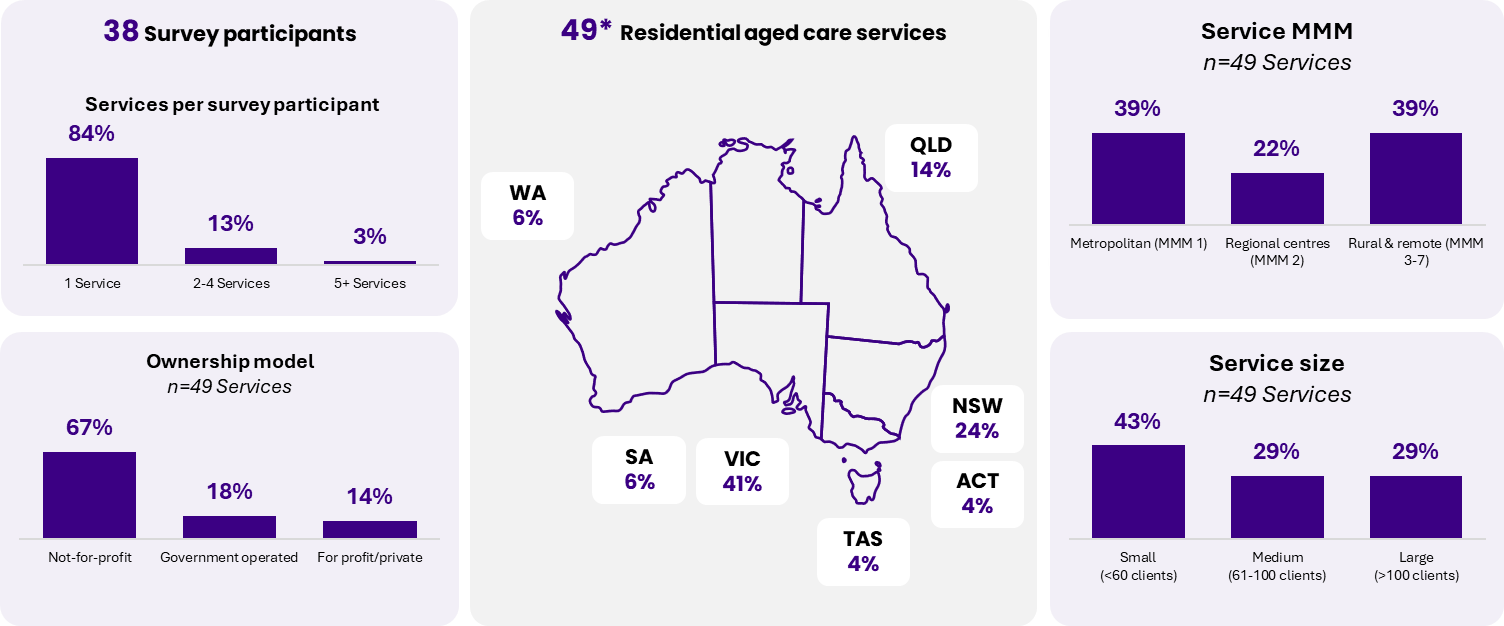 38 Survey participants
Services per survey participant
84%
13%
3%
1 Service
2-4 Services
5+ Services
Ownership model
n=49 Services
67%
18%
14%
Not-for-profit
Government operated
For profit/private
49* Residential aged care services
QLD
14%
WA
6%
NSW
24%
SA
6%
VIC
41%
ACT
4%
TAS
4%
Service MMM
n=49 Services
39%
22%
39%
Metropolitan (MMM 1)
Regional centres
(MMM 2)
Rural & remote (MMM
3-7)
Service size
n=49 Services
43%
29%
29%
Small
(<60 clients)
Medium
(61-100 clients)
Large
(>100 clients)